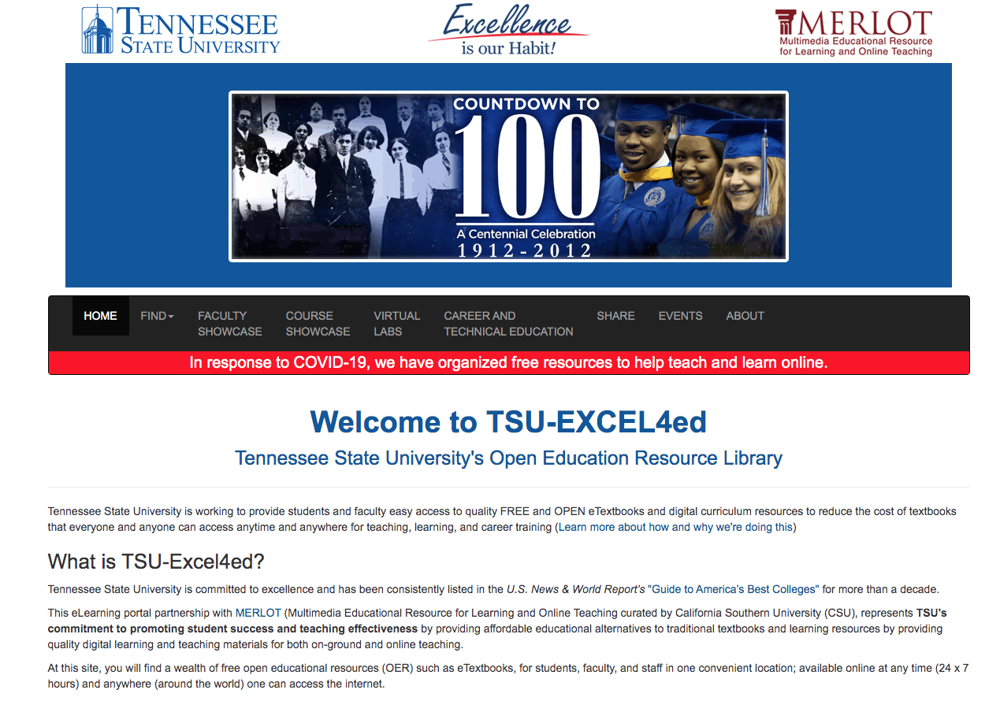 TENNESSEE
STATE UNIVERSITY
Excellence
is our Habit!
MERLOT
Multimedia Educational Resource
for Learning and Online Teaching
COUNTDOWN TO
100
A Centennial Celebration
1912-2012
HOME
FIND
FACULTY
SHOWCASE
COURSE
SHOWCASE
VIRTUAL
LABS
CAREER AND
TECHNICAL EDUCATION
SHARE
EVENTS
ABOUT
In response to COVID-19, we have organized free resources to help teach and learn online.
Welcome to TSU-EXCEL4ed
Tennessee State University's Open Education Resource Library
Tennessee State University is working to provide students and faculty easy access to quality FREE and OPEN eTextbooks and digital curriculum resources to reduce the cost of textbooks
that everyone and anyone can access anytime and anywhere for teaching, learning, and career training (Learn more about how and why we're doing this)
What is TSU-Excel4ed?
Tennessee State University is committed to excellence and has been consistently listed in the U.S. News & World Report's "Guide to America’s Best Colleges" for more than a decade.
This eLearning portal partnership with MERLOT (Multimedia Educational Resource for Learning and Online Teaching curated by California Southern University (CSU), represents TSU's
commitment to promoting student success and teaching effectiveness by providing affordable educational alternatives to traditional textbooks and learning resources by providing
quality digital learning and teaching materials for both on-ground and online teaching.
At this site, you will find a wealth of free open educational resources (OER) such as eTextbooks, for students, faculty, and staff in one convenient location; available online at any time (24 x 7
hours) and anywhere (around the world) one can access the internet.